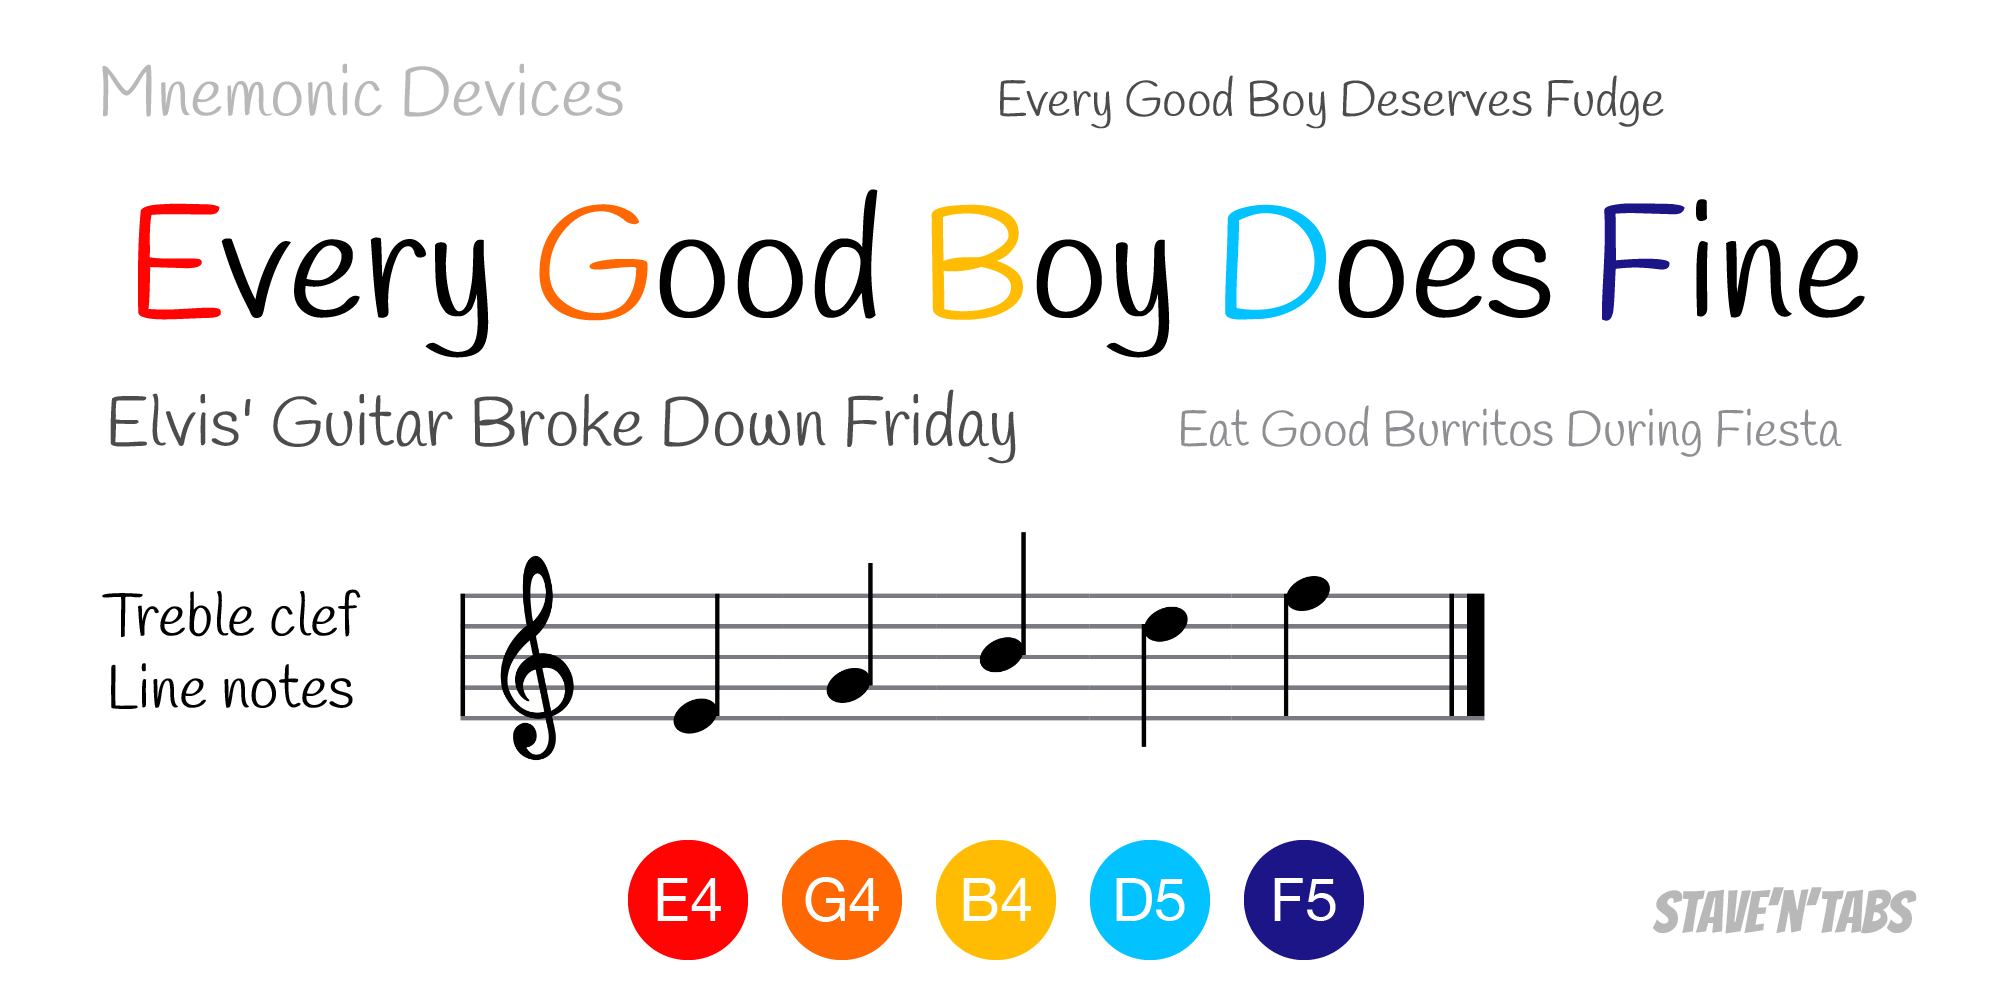 Mnemonic Devices
Every Good Boy Deserves Fudge
Every Good Boy Does Fine
Elvis' Guitar Broke Down Friday
Eat Good Burritos During Fiesta
Treble clef
Line notes
E4 G4 B4 D5 F5
STAVE'N'TABS